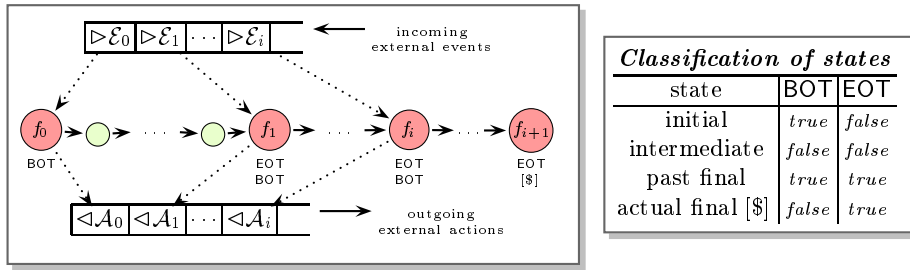 ▷ℰ₀ ▷ℰ₁ ··· ▷ℰᵢ
incoming
external events
f₀ ··· f₁ ··· fᵢ ··· fᵢ₊₁
BOT EOT EOT EOT
BOT BOT [$]
◁𝒜₀ ◁𝒜₁ ··· ◁𝒜ᵢ
outgoing
external actions
Classification of states
state BOT EOT
initial true false
intermediate false false
past final true true
actual final [$] false true